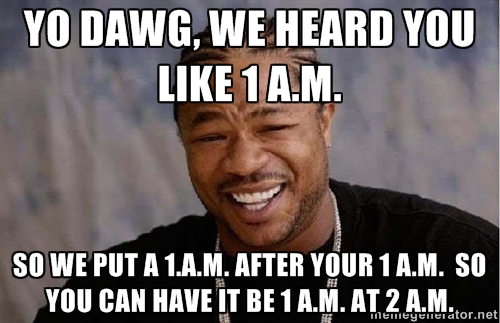 YO DAWG, WE HEARD YOU
LIKE 1 A.M.
SO WE PUT A 1.A.M. AFTER YOUR 1 A.M. SO
YOU CAN HAVE IT BE 1 A.M. AT 2 A.M.
memegenerator.net